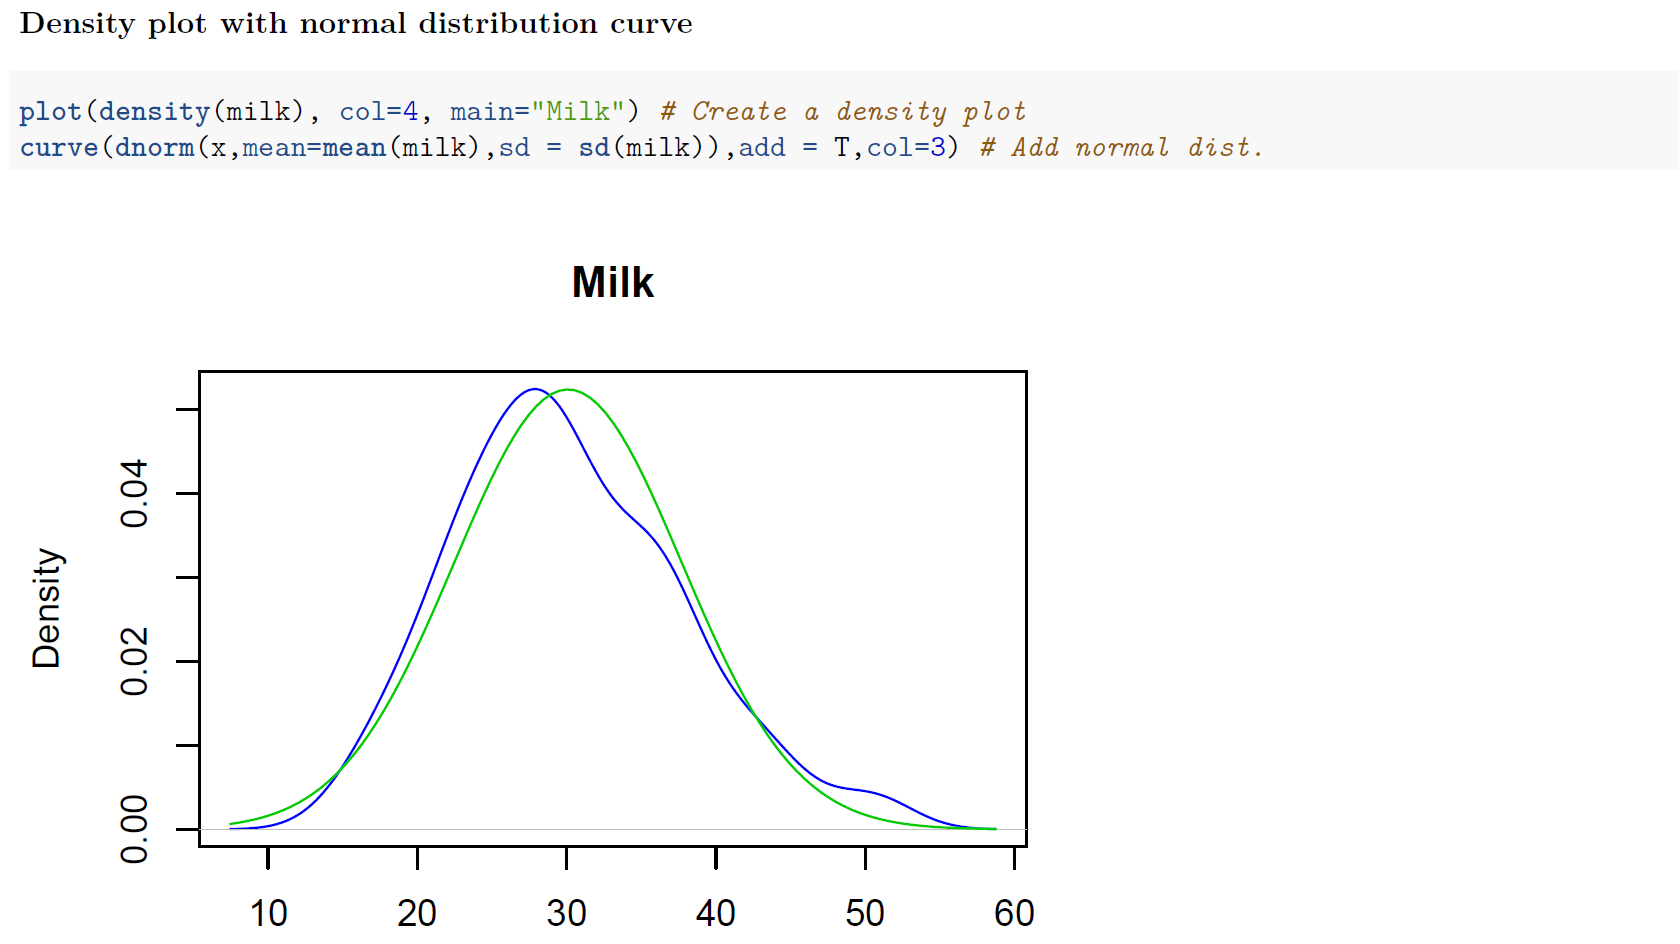 Density plot with normal distribution curve
plot(density(milk), col=4, main="Milk") # Create a density plot
curve(dnorm(x,mean=mean(milk),sd = sd(milk)),add = T,col=3) # Add normal dist.
Milk
Density
0.04
0.02
0.00
10 20 30 40 50 60